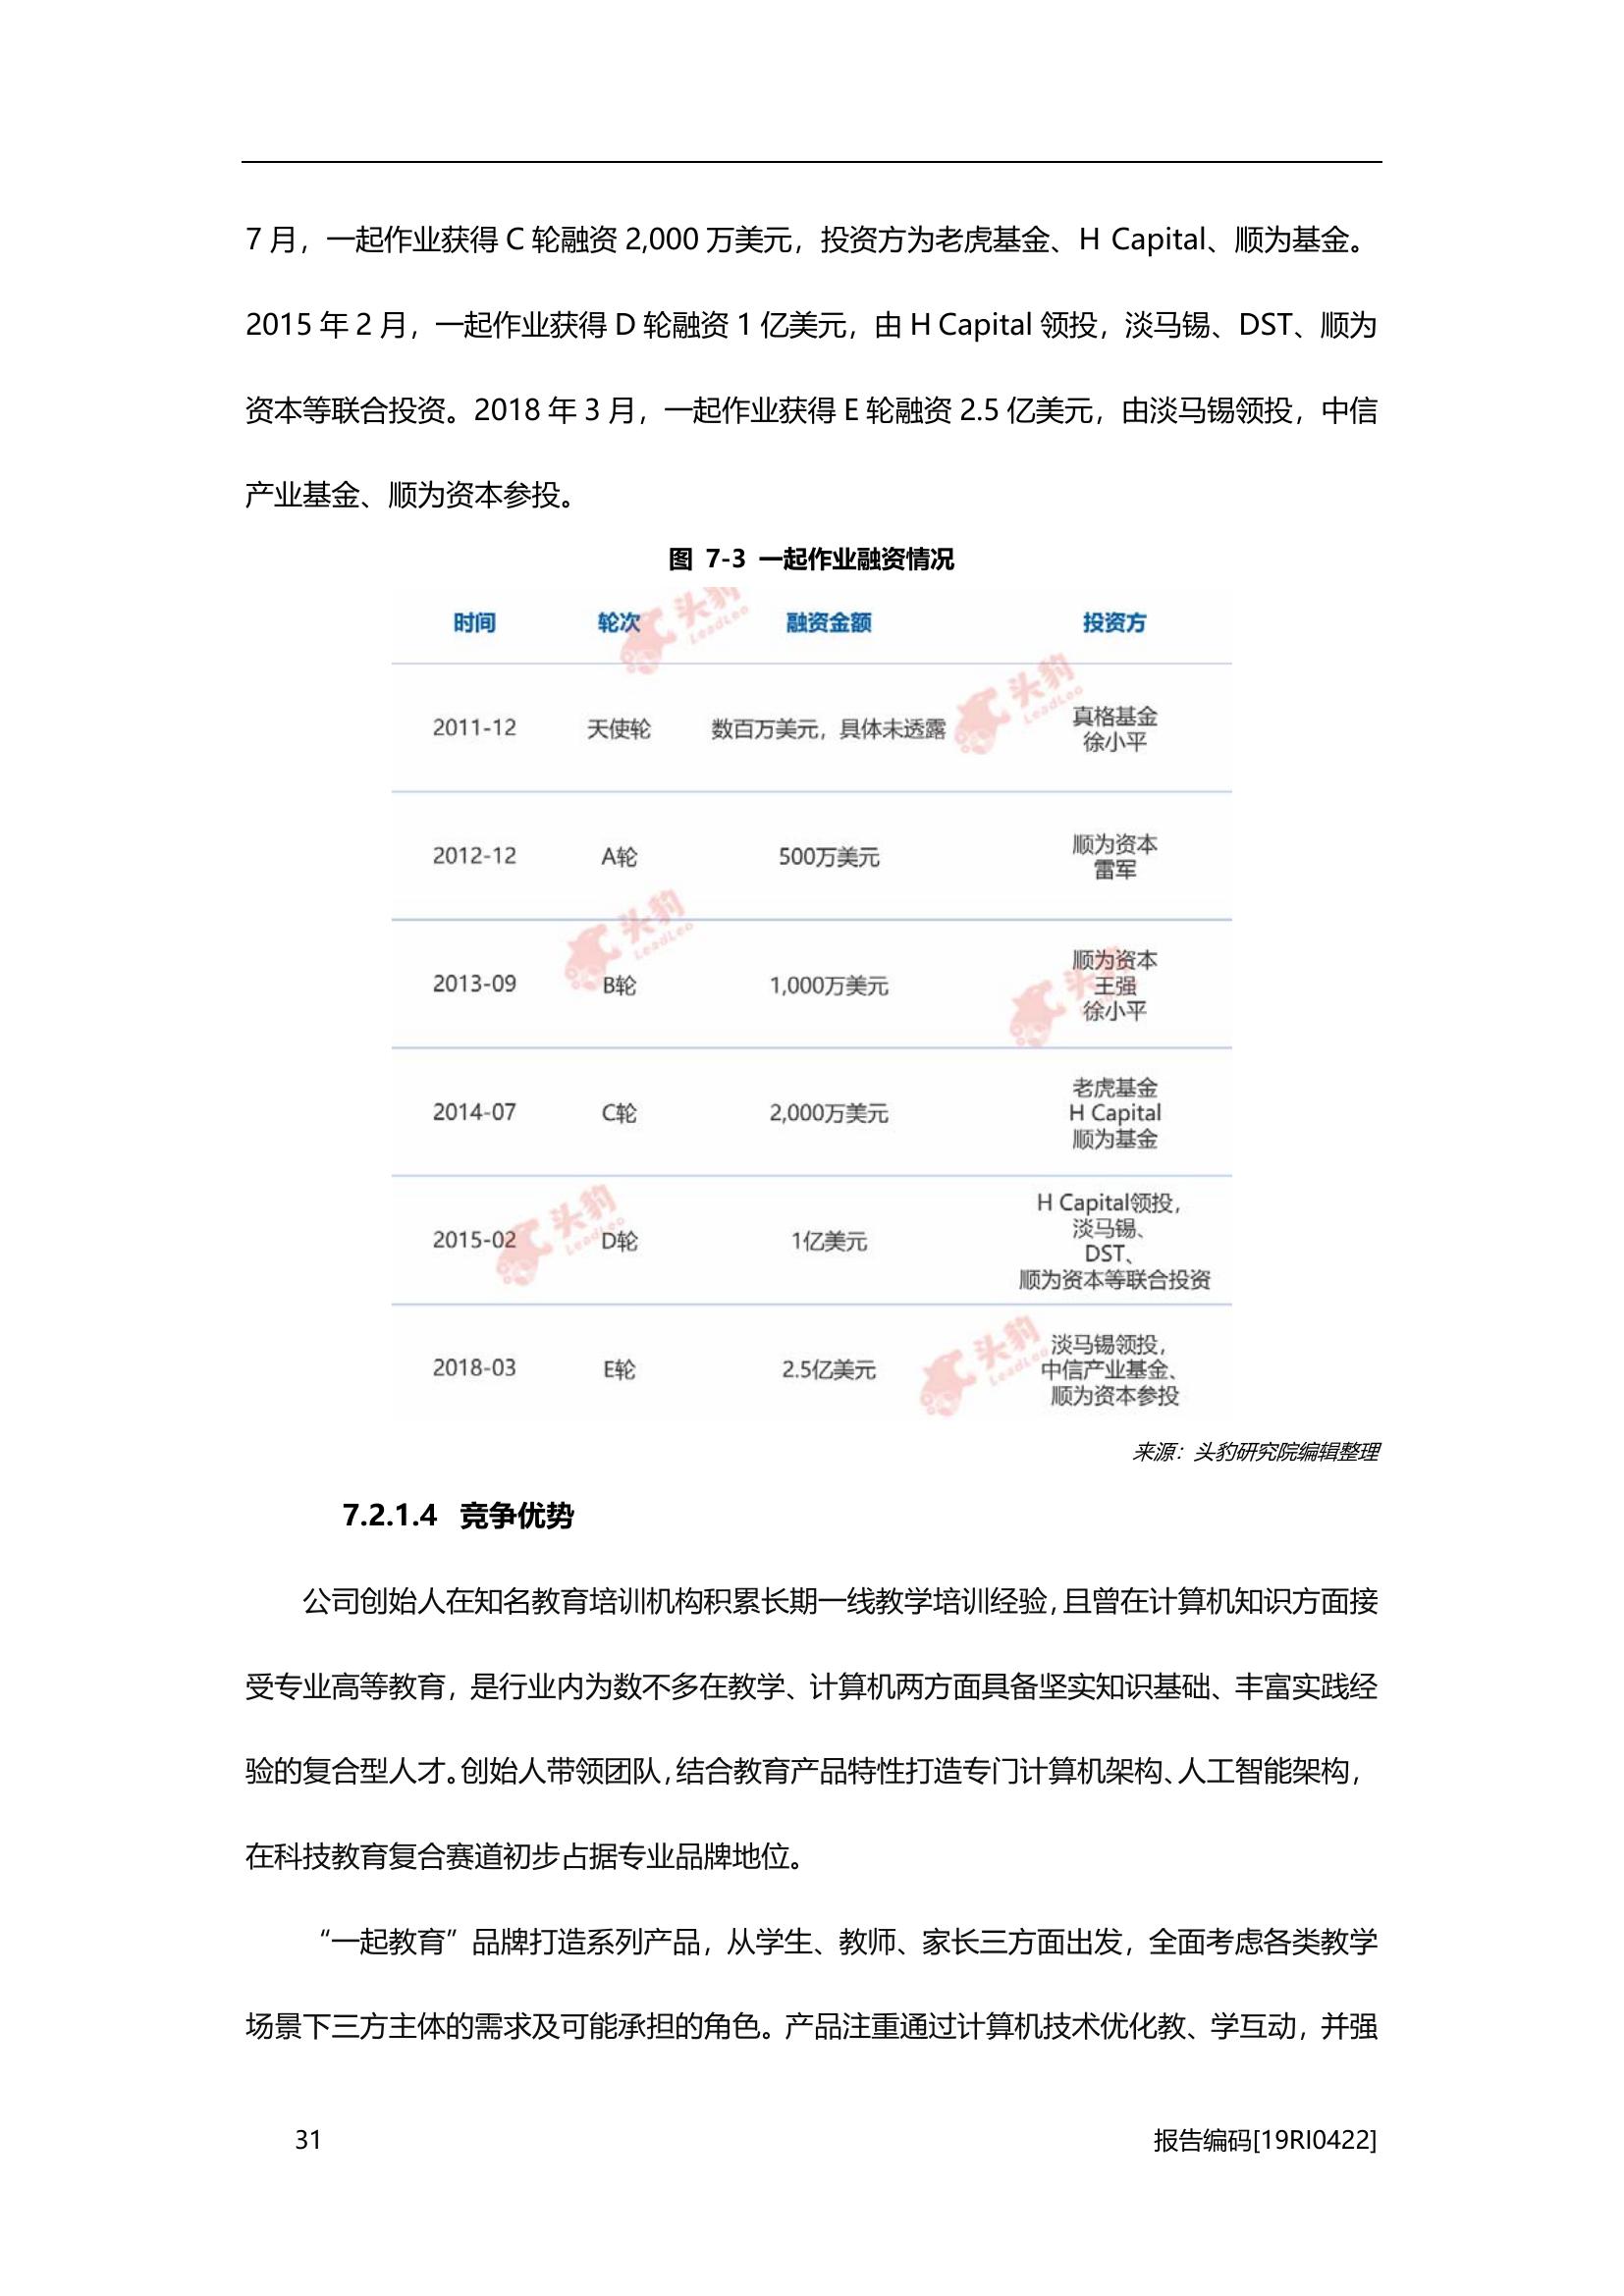 7 月，一起作业获得 C 轮融资 2,000 万美元，投资方为老虎基金、H Capital、顺为基金。
2015 年 2 月，一起作业获得 D 轮融资 1 亿美元，由 H Capital 领投，淡马锡、DST、顺为
资本等联合投资。2018 年 3 月，一起作业获得 E 轮融资 2.5 亿美元，由淡马锡领投，中信
产业基金、顺为资本参投。
图 7-3 一起作业融资情况
时间 轮次 融资金额 投资方
2011-12 天使轮 数百万美元，具体未透露 真格基金
徐小平
2012-12 A轮 500万美元 顺为资本
雷军
2013-09 B轮 1,000万美元 顺为资本
王强
徐小平
2014-07 C轮 2,000万美元 老虎基金
H Capital
顺为基金
2015-02 D轮 1亿美元 H Capital领投，
淡马锡、
DST、
顺为资本等联合投资
2018-03 E轮 2.5亿美元 淡马锡领投，
中信产业基金、
顺为资本参投
头豹
LeadLeo
头豹
LeadLeo
头豹
LeadLeo
头豹
头豹
LeadLeo
头豹
LeadLeo
来源：头豹研究院编辑整理
7.2.1.4 竞争优势
公司创始人在知名教育培训机构积累长期一线教学培训经验，且曾在计算机知识方面接
受专业高等教育，是行业内为数不多在教学、计算机两方面具备坚实知识基础、丰富实践经
验的复合型人才。创始人带领团队，结合教育产品特性打造专门计算机架构、人工智能架构，
在科技教育复合赛道初步占据专业品牌地位。
“一起教育”品牌打造系列产品，从学生、教师、家长三方面出发，全面考虑各类教学
场景下三方主体的需求及可能承担的角色。产品注重通过计算机技术优化教、学互动，并强
31 报告编码[19RI0422]